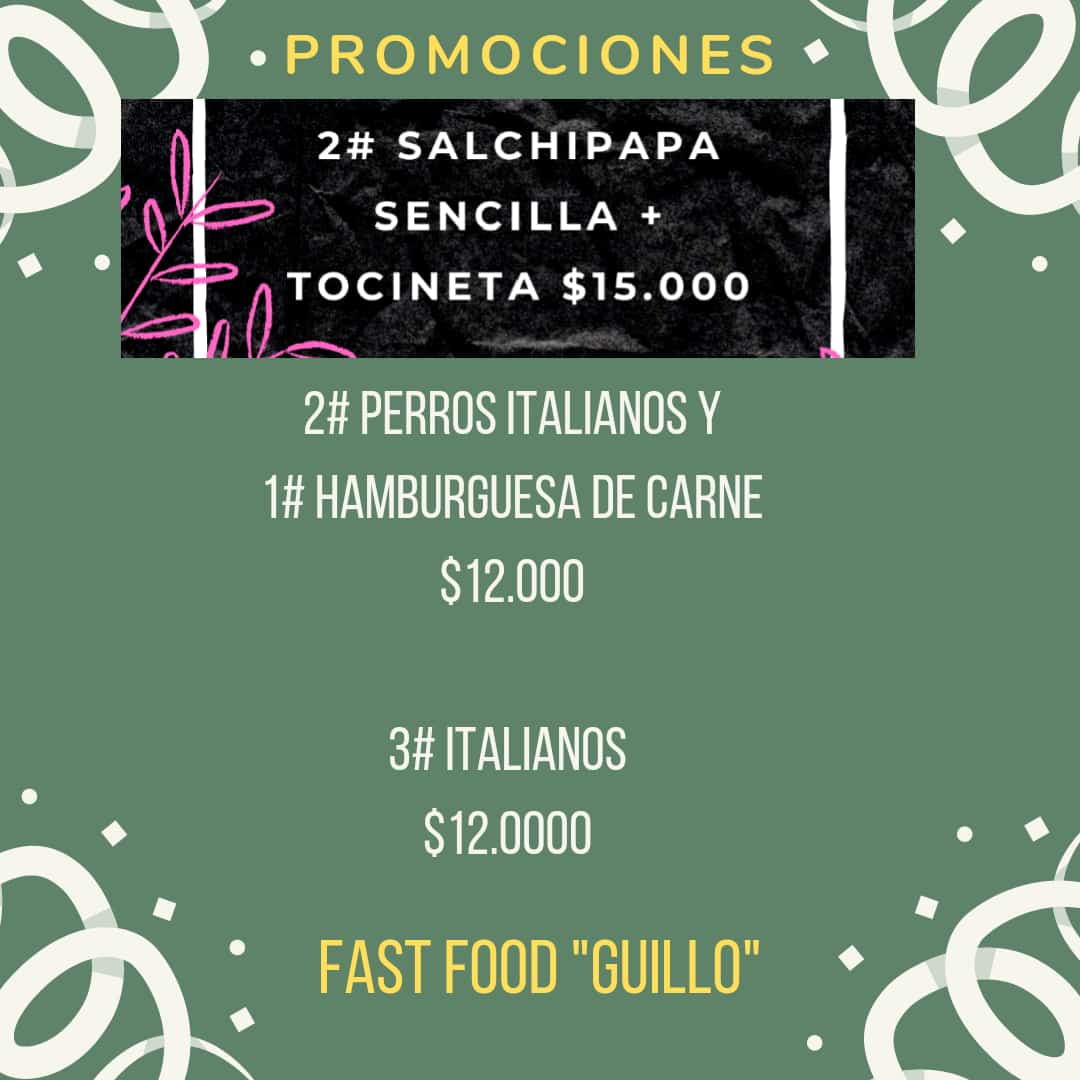 PROMOCIONES
2# SALCHIPAPA
SENCILLA +
TOCINETA $15.000
2# PERROS ITALIANOS Y
1# HAMBURGUESA DE CARNE
$12.000
3# ITALIANOS
$12.0000
FAST FOOD "GUILLO"